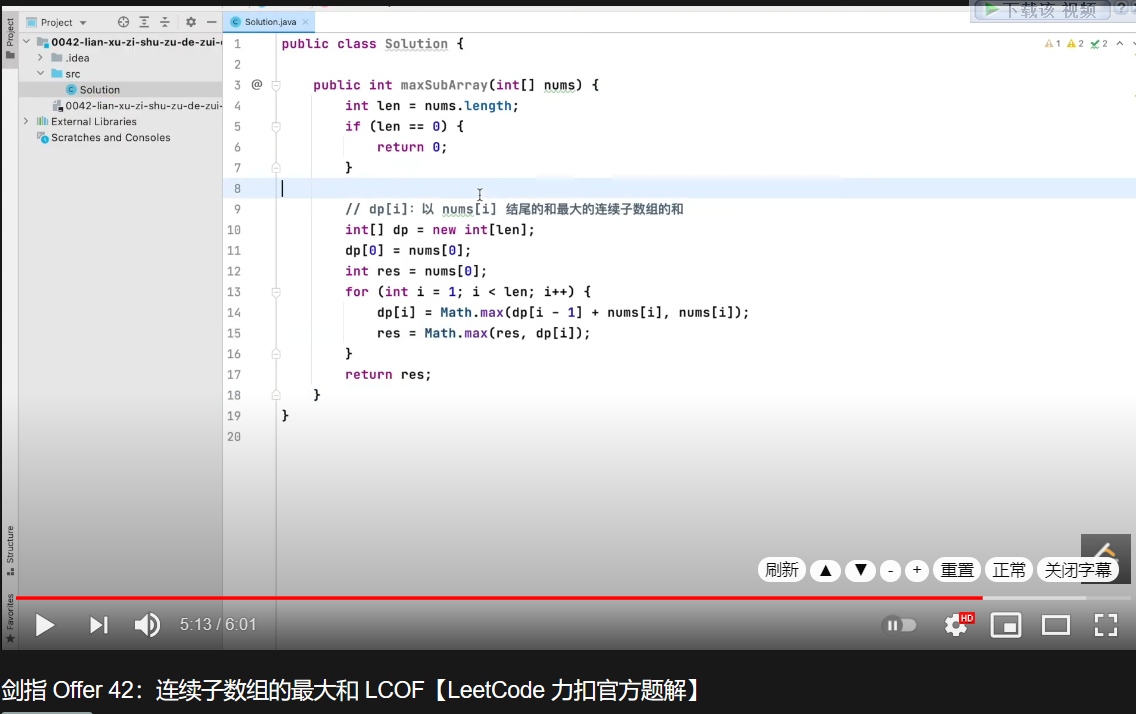 下载该 视频
Project
Project
Solution.java
1 2 2
0042-lian-xu-zi-shu-zu-de-zui-
.idea
src
Solution
0042-lian-xu-zi-shu-zu-de-zui-
External Libraries
Scratches and Consoles
1 public class Solution {
2
3 @ public int maxSubArray(int[] nums) {
4 int len = nums.length;
5 if (len == 0) {
6 return 0;
7 }
8
9 // dp[i]：以 nums[i] 结尾的和最大的连续子数组的和
10 int[] dp = new int[len];
11 dp[0] = nums[0];
12 int res = nums[0];
13 for (int i = 1; i < len; i++) {
14 dp[i] = Math.max(dp[i - 1] + nums[i], nums[i]);
15 res = Math.max(res, dp[i]);
16 }
17 return res;
18 }
19 }
20
Structure
Favorites
刷新 ▲ ▼ - + 重置 正常 关闭字幕
5:13 / 6:01 HD
剑指 Offer 42：连续子数组的最大和 LCOF【LeetCode 力扣官方题解】